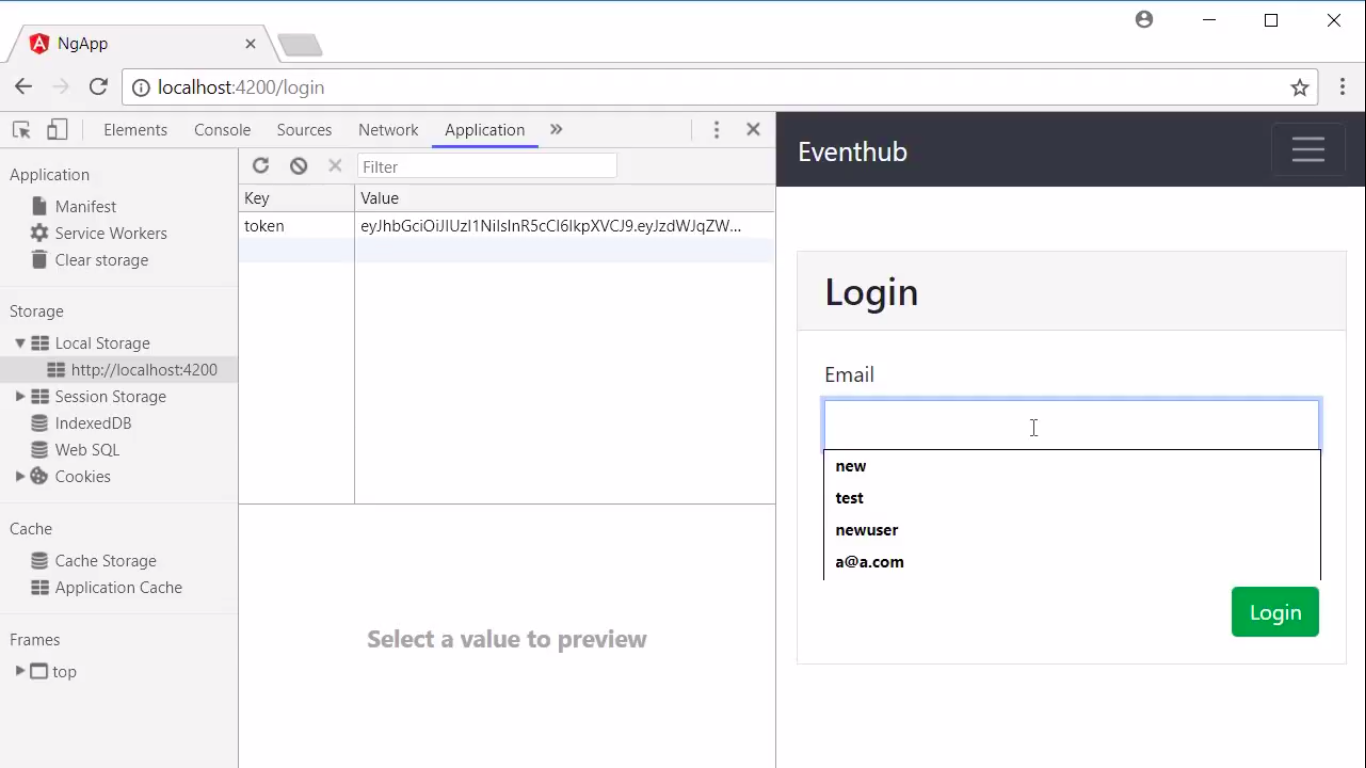 NgApp
localhost:4200/login
Elements Console Sources Network Application
Application
Manifest
Service Workers
Clear storage
Storage
Local Storage
http://localhost:4200
Session Storage
IndexedDB
Web SQL
Cookies
Cache
Cache Storage
Application Cache
Frames
top
Filter
Key Value
token eyJhbGciOiJIUzI1NiIsInR5cCI6IkpXVCJ9.eyJzdWJqZW...
Select a value to preview
Eventhub
Login
Email
new
test
newuser
a@a.com
Login